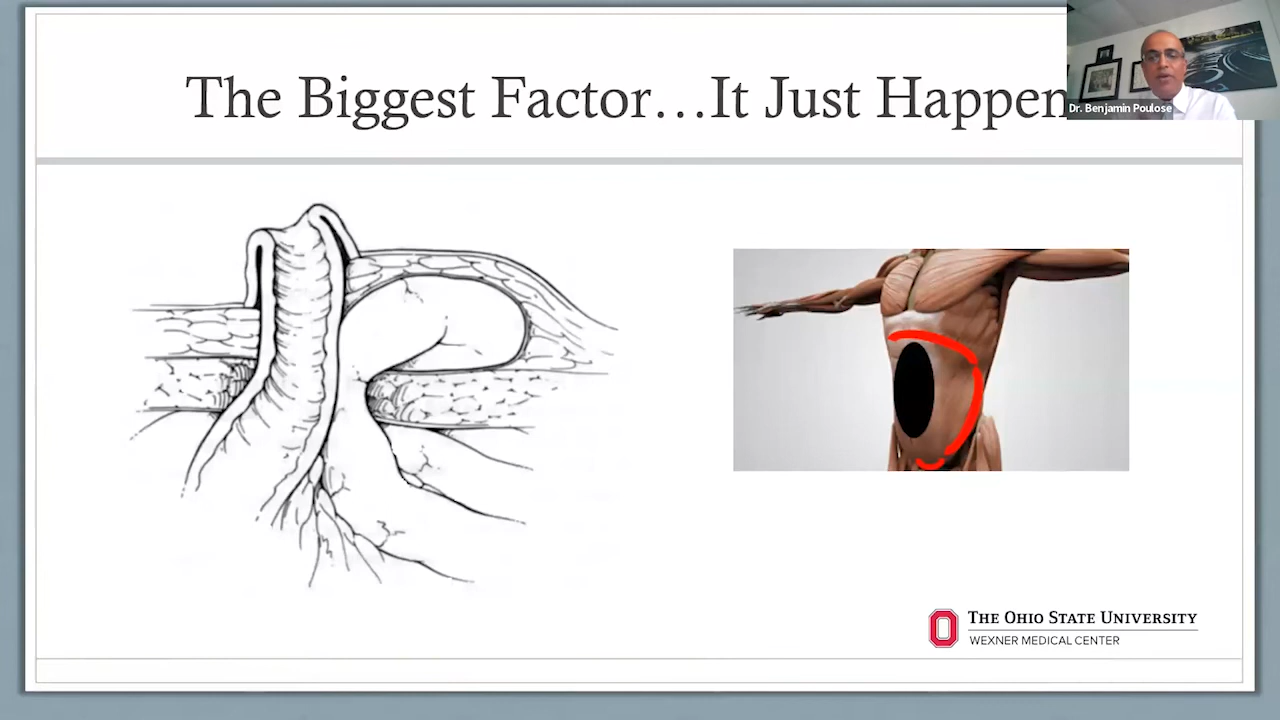 The Biggest Factor…It Just Happen
Dr. Benjamin Poulose
THE OHIO STATE UNIVERSITY
WEXNER MEDICAL CENTER